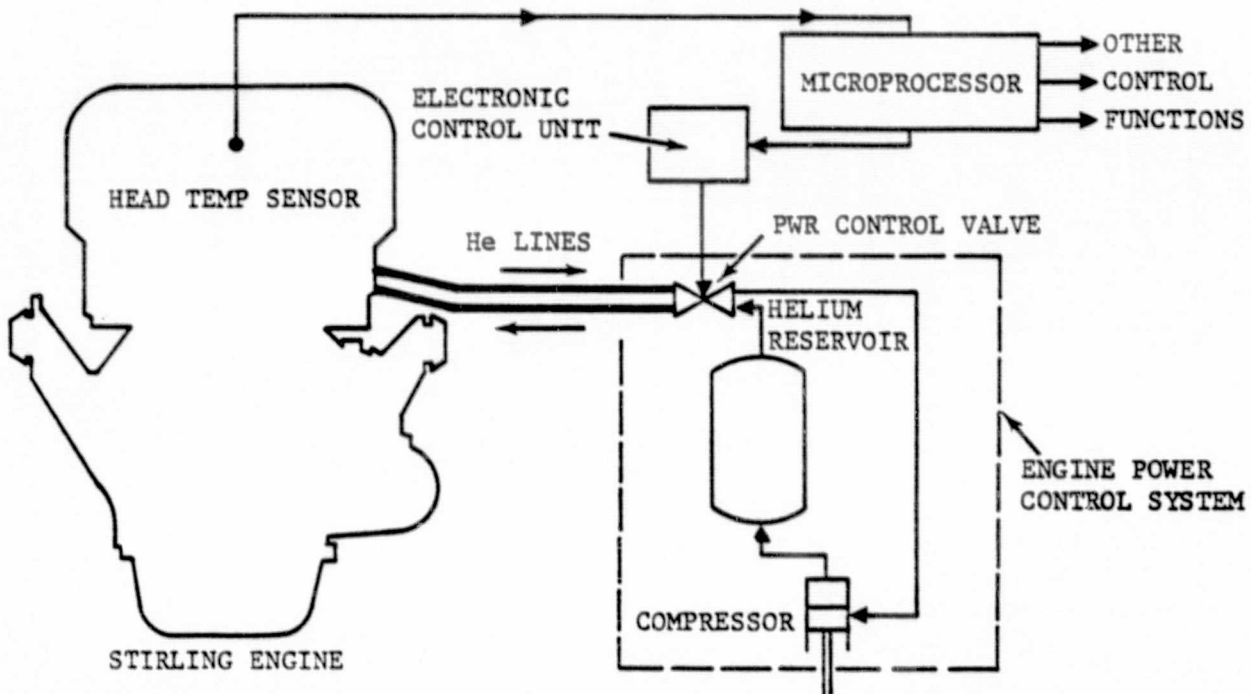 OTHER
MICROPROCESSOR
CONTROL
FUNCTIONS
ELECTRONIC
CONTROL UNIT
HEAD TEMP SENSOR
He LINES
PWR CONTROL VALVE
HELIUM
RESERVOIR
ENGINE POWER
CONTROL SYSTEM
COMPRESSOR
STIRLING ENGINE